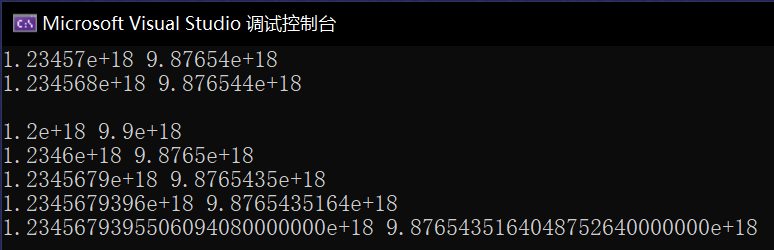 Microsoft Visual Studio 调试控制台
1.23457e+18 9.87654e+18
1.234568e+18 9.876544e+18
1.2e+18 9.9e+18
1.2346e+18 9.8765e+18
1.2345679e+18 9.8765435e+18
1.2345679396e+18 9.8765435164e+18
1.2345679395506094080000000e+18 9.8765435164048752640000000e+18